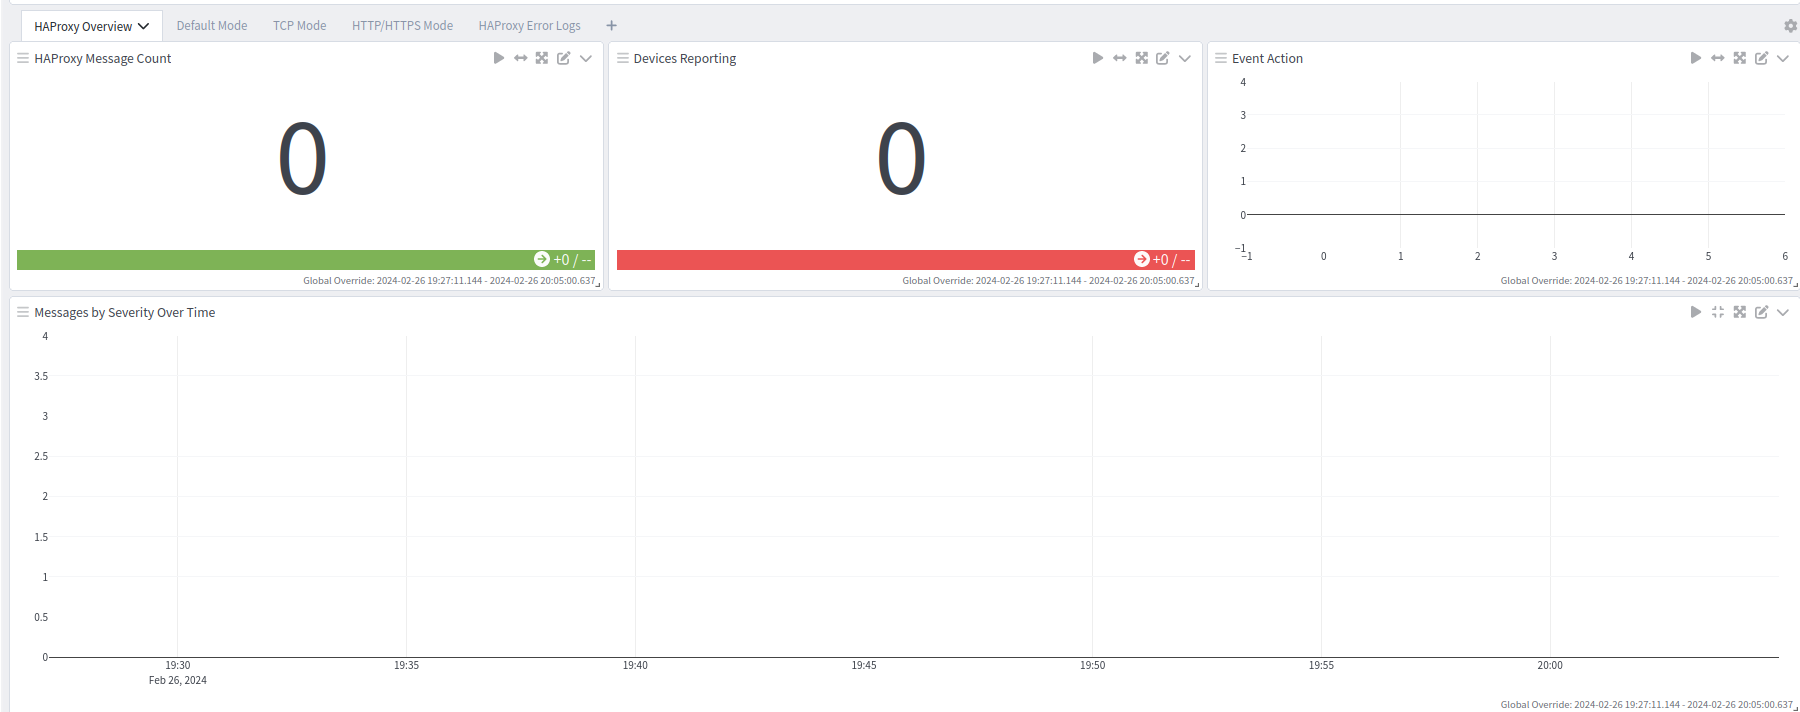 HAProxy Overview Default Mode TCP Mode HTTP/HTTPS Mode HAProxy Error Logs +
HAProxy Message Count
0
+0 / --
Global Override: 2024-02-26 19:27:11.144 - 2024-02-26 20:05:00.637
Devices Reporting
0
+0 / --
Global Override: 2024-02-26 19:27:11.144 - 2024-02-26 20:05:00.637
Event Action
4
3
2
1
0
−1
−1 0 1 2 3 4 5 6
Global Override: 2024-02-26 19:27:11.144 - 2024-02-26 20:05:00.637
Messages by Severity Over Time
4
3.5
3
2.5
2
1.5
1
0.5
0
19:30 19:35 19:40 19:45 19:50 19:55 20:00
Feb 26, 2024
Global Override: 2024-02-26 19:27:11.144 - 2024-02-26 20:05:00.637